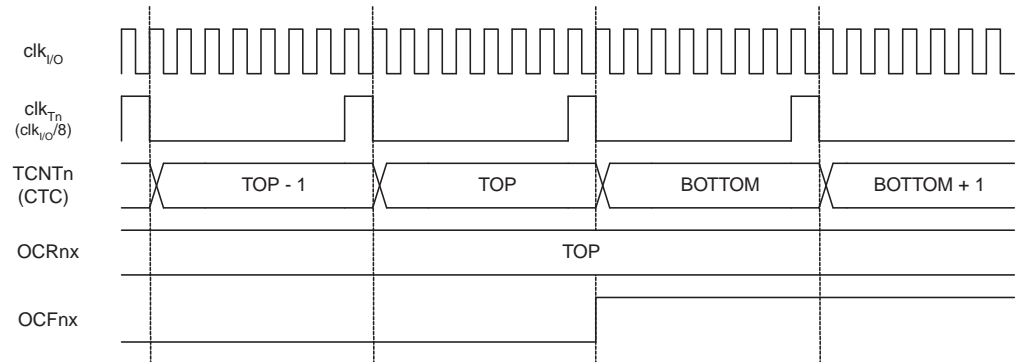 clkI/O
clkTn
(clkI/O/8)
TCNTn
(CTC)
TOP - 1
TOP
BOTTOM
BOTTOM + 1
OCRnx
TOP
OCFnx